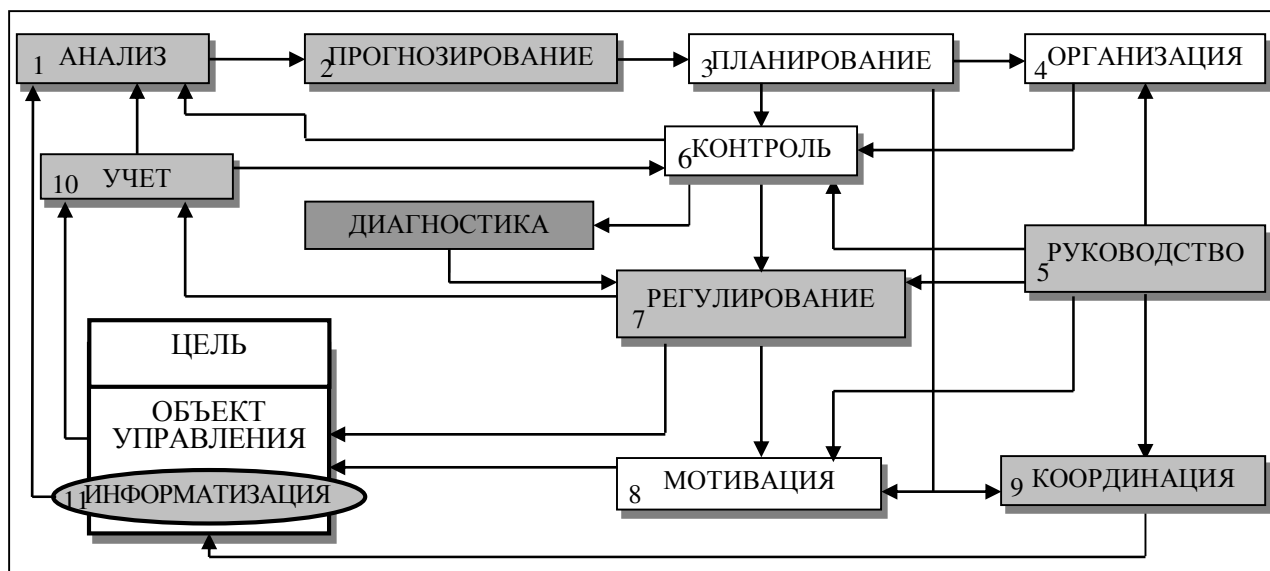 1 АНАЛИЗ
2 ПРОГНОЗИРОВАНИЕ
3 ПЛАНИРОВАНИЕ
4 ОРГАНИЗАЦИЯ
6 КОНТРОЛЬ
10 УЧЕТ
ДИАГНОСТИКА
5 РУКОВОДСТВО
7 РЕГУЛИРОВАНИЕ
ЦЕЛЬ
ОБЪЕКТ
УПРАВЛЕНИЯ
11 ИНФОРМАТИЗАЦИЯ
8 МОТИВАЦИЯ
9 КООРДИНАЦИЯ